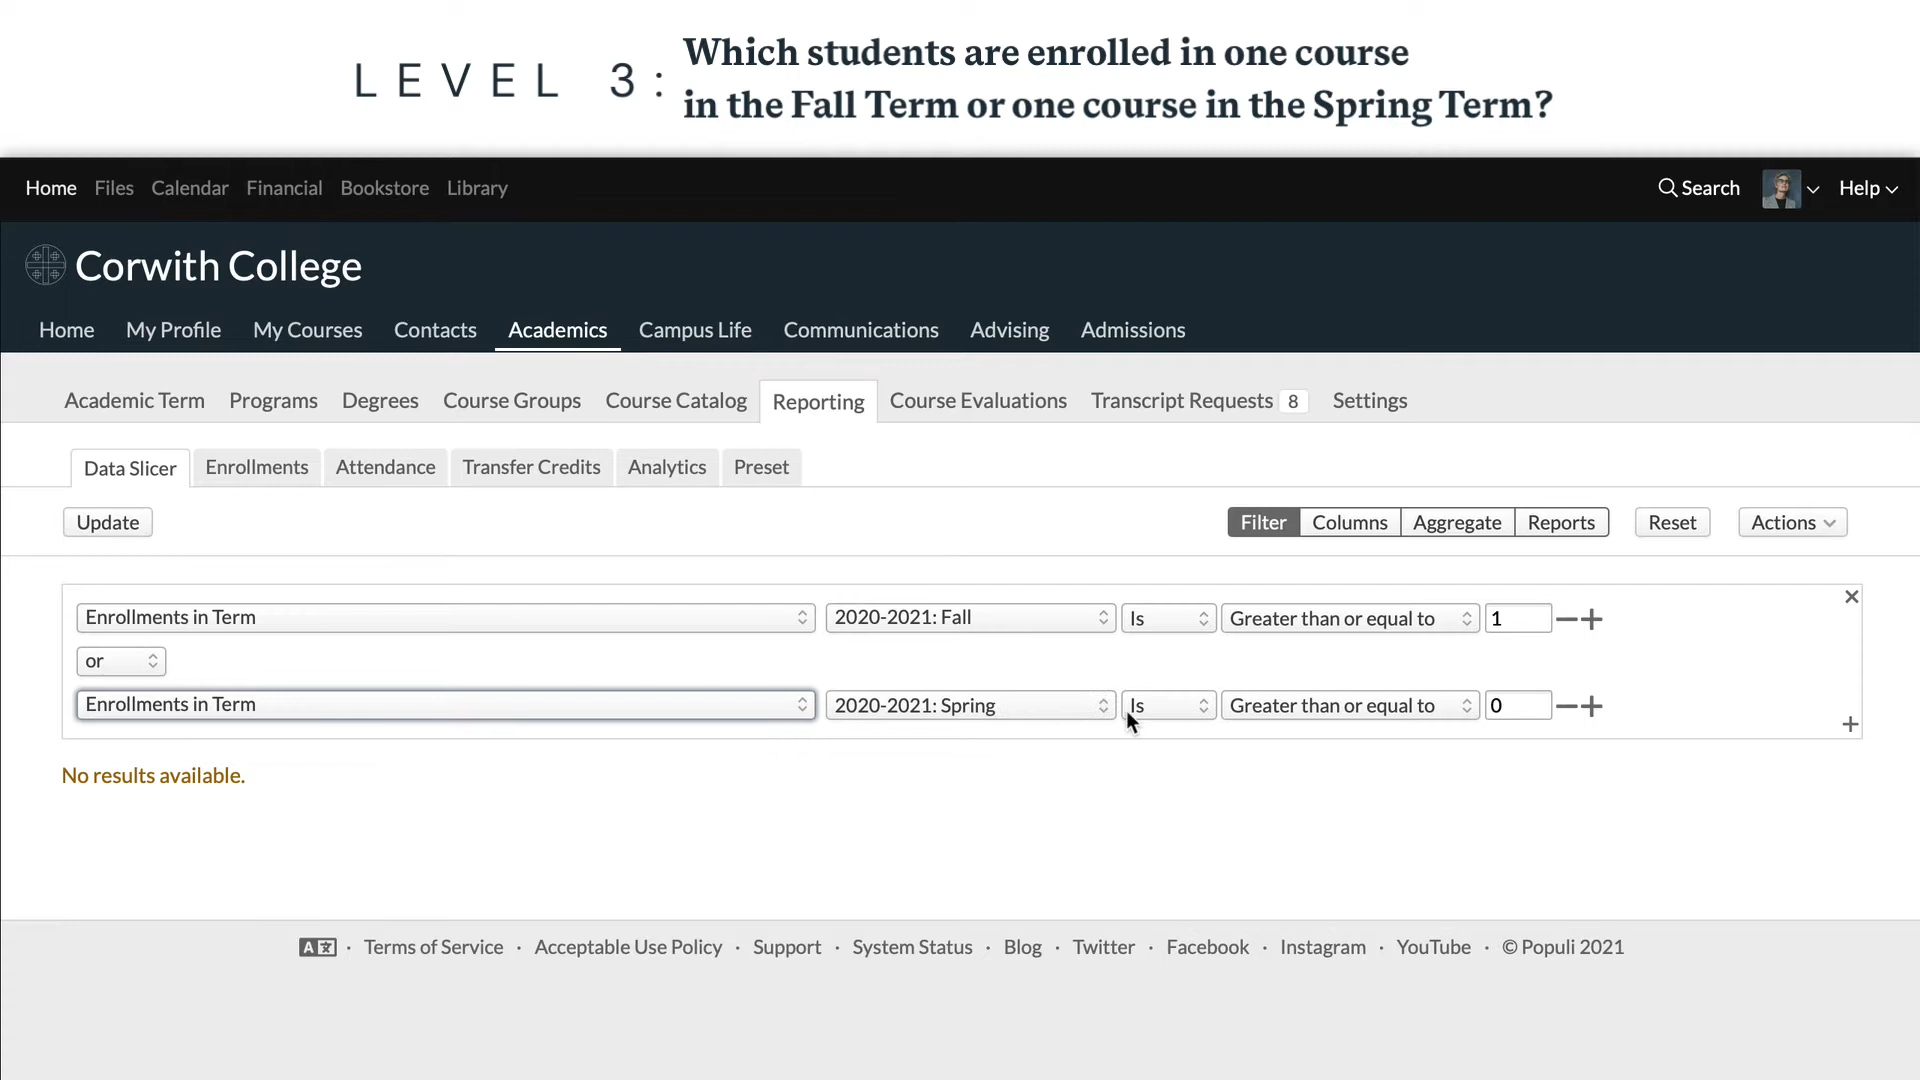 LEVEL 3:
Which students are enrolled in one course
in the Fall Term or one course in the Spring Term?
Home Files Calendar Financial Bookstore Library Search Help
Corwith College
Home My Profile My Courses Contacts Academics Campus Life Communications Advising Admissions
Academic Term Programs Degrees Course Groups Course Catalog Reporting Course Evaluations Transcript Requests 8 Settings
Data Slicer Enrollments Attendance Transfer Credits Analytics Preset
Update Filter Columns Aggregate Reports Reset Actions
Enrollments in Term 2020-2021: Fall Is Greater than or equal to 1
or
Enrollments in Term 2020-2021: Spring Is Greater than or equal to 0
No results available.
A文 · Terms of Service · Acceptable Use Policy · Support · System Status · Blog · Twitter · Facebook · Instagram · YouTube · © Populi 2021